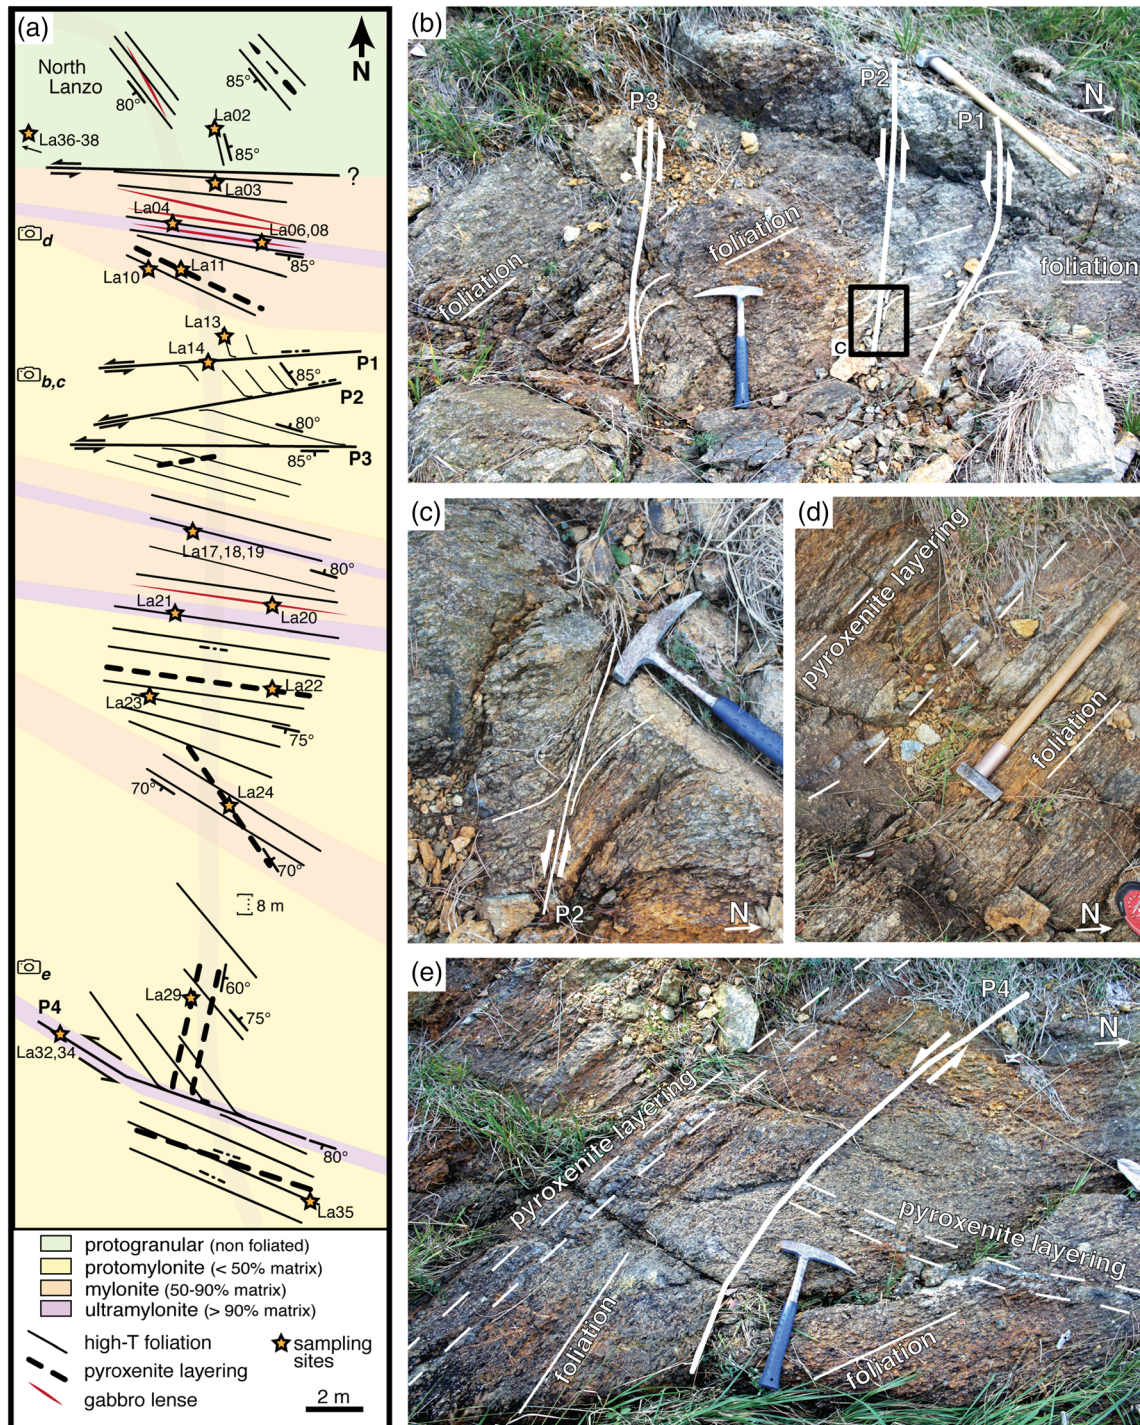 (a)
N
North
Lanzo
80°
85°
La02
La36-38
85°
?
La03
La04
La06,08
d
85°
La10
La11
La13
La14
P1
b,c
85°
P2
80°
P3
85°
La17,18,19
80°
La21
La20
La22
La23
75°
70°
La24
70°
8 m
e
60°
La29
75°
P4
La32,34
80°
La35
protogranular (non foliated)
protomylonite (< 50% matrix)
mylonite (50-90% matrix)
ultramylonite (> 90% matrix)
high-T foliation
sampling
sites
pyroxenite layering
gabbro lense
2 m
(b)
P3
P2
P1
N
foliation
foliation
foliation
c
(c)
P2
N
(d)
pyroxenite layering
foliation
N
(e)
P4
N
pyroxenite layering
pyroxenite layering
foliation
foliation